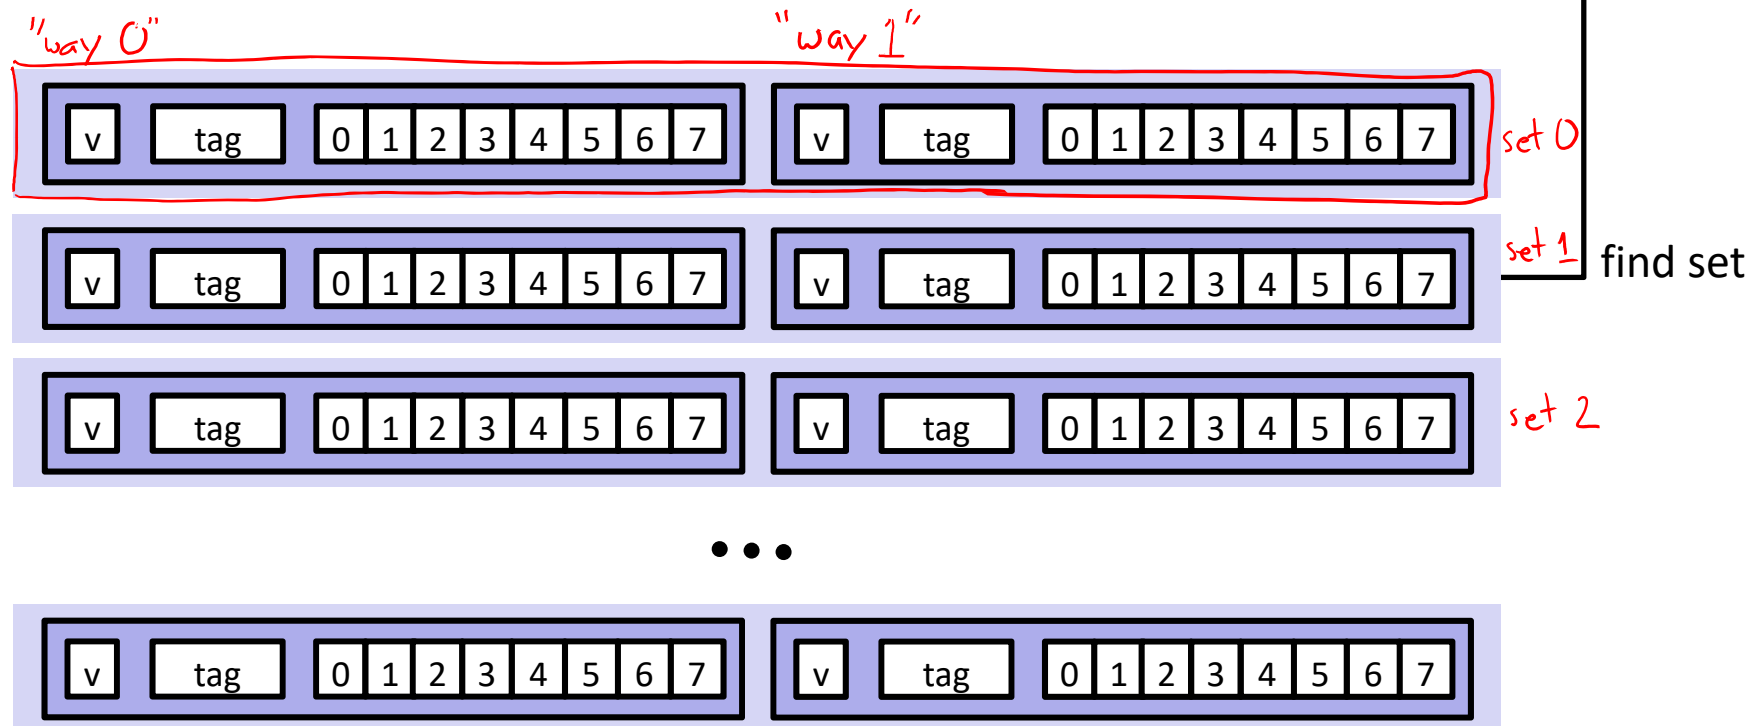 "way 0" "way 1"
v tag 0 1 2 3 4 5 6 7 v tag 0 1 2 3 4 5 6 7 set 0
v tag 0 1 2 3 4 5 6 7 v tag 0 1 2 3 4 5 6 7 set 1 find set
v tag 0 1 2 3 4 5 6 7 v tag 0 1 2 3 4 5 6 7 set 2
...
v tag 0 1 2 3 4 5 6 7 v tag 0 1 2 3 4 5 6 7